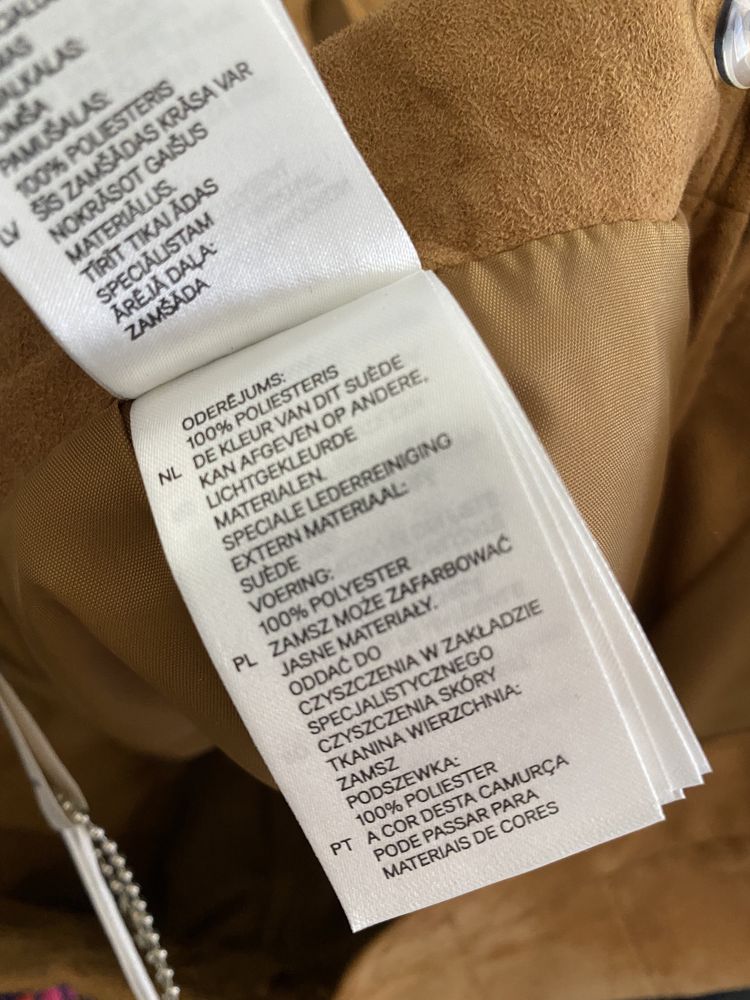 MAS
PAMUŠALAS:
100% POLIESTERIS
LV ŠĪS ZAMŠĀDAS KRĀSA VAR
NOKRĀSOT GAIŠUS
MATERIĀLUS.
TĪRĪT TIKAI ĀDAS
SPECIĀLISTAM
ĀRĒJĀ DAĻA:
ZAMŠĀDA
ODERĒJUMS:
100% POLIESTERIS
NL DE KLEUR VAN DIT SUÈDE
KAN AFGEVEN OP ANDERE,
LICHTGEKLEURDE
MATERIALEN.
SPECIALE LEDERREINIGING
EXTERN MATERIAAL:
SUÈDE
VOERING:
100% POLYESTER
PL ZAMSZ MOŻE ZAFARBOWAĆ
JASNE MATERIAŁY.
ODDAĆ DO
CZYSZCZENIA W ZAKŁADZIE
SPECJALISTYCZNEGO
CZYSZCZENIA SKÓRY
TKANINA WIERZCHNIA:
ZAMSZ
PODSZEWKA:
100% POLIESTER
PT A COR DESTA CAMURÇA
PODE PASSAR PARA
MATERIAIS DE CORES